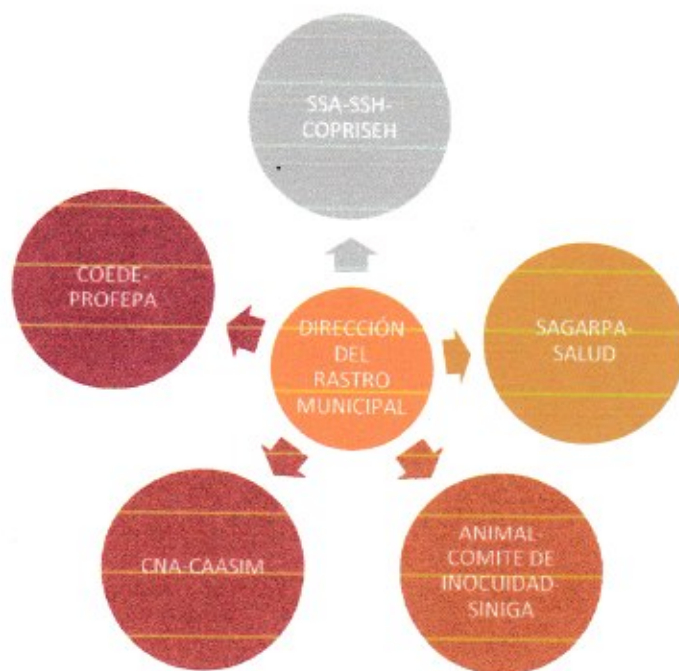 SSA-SSH-
COPRISEH
COEDE-
PROFEPA
DIRECCIÓN
DEL
RASTRO
MUNICIPAL
SAGARPA-
SALUD
CNA-CAASIM
ANIMAL-
COMITE DE
INOCUIDAD-
SINIGA